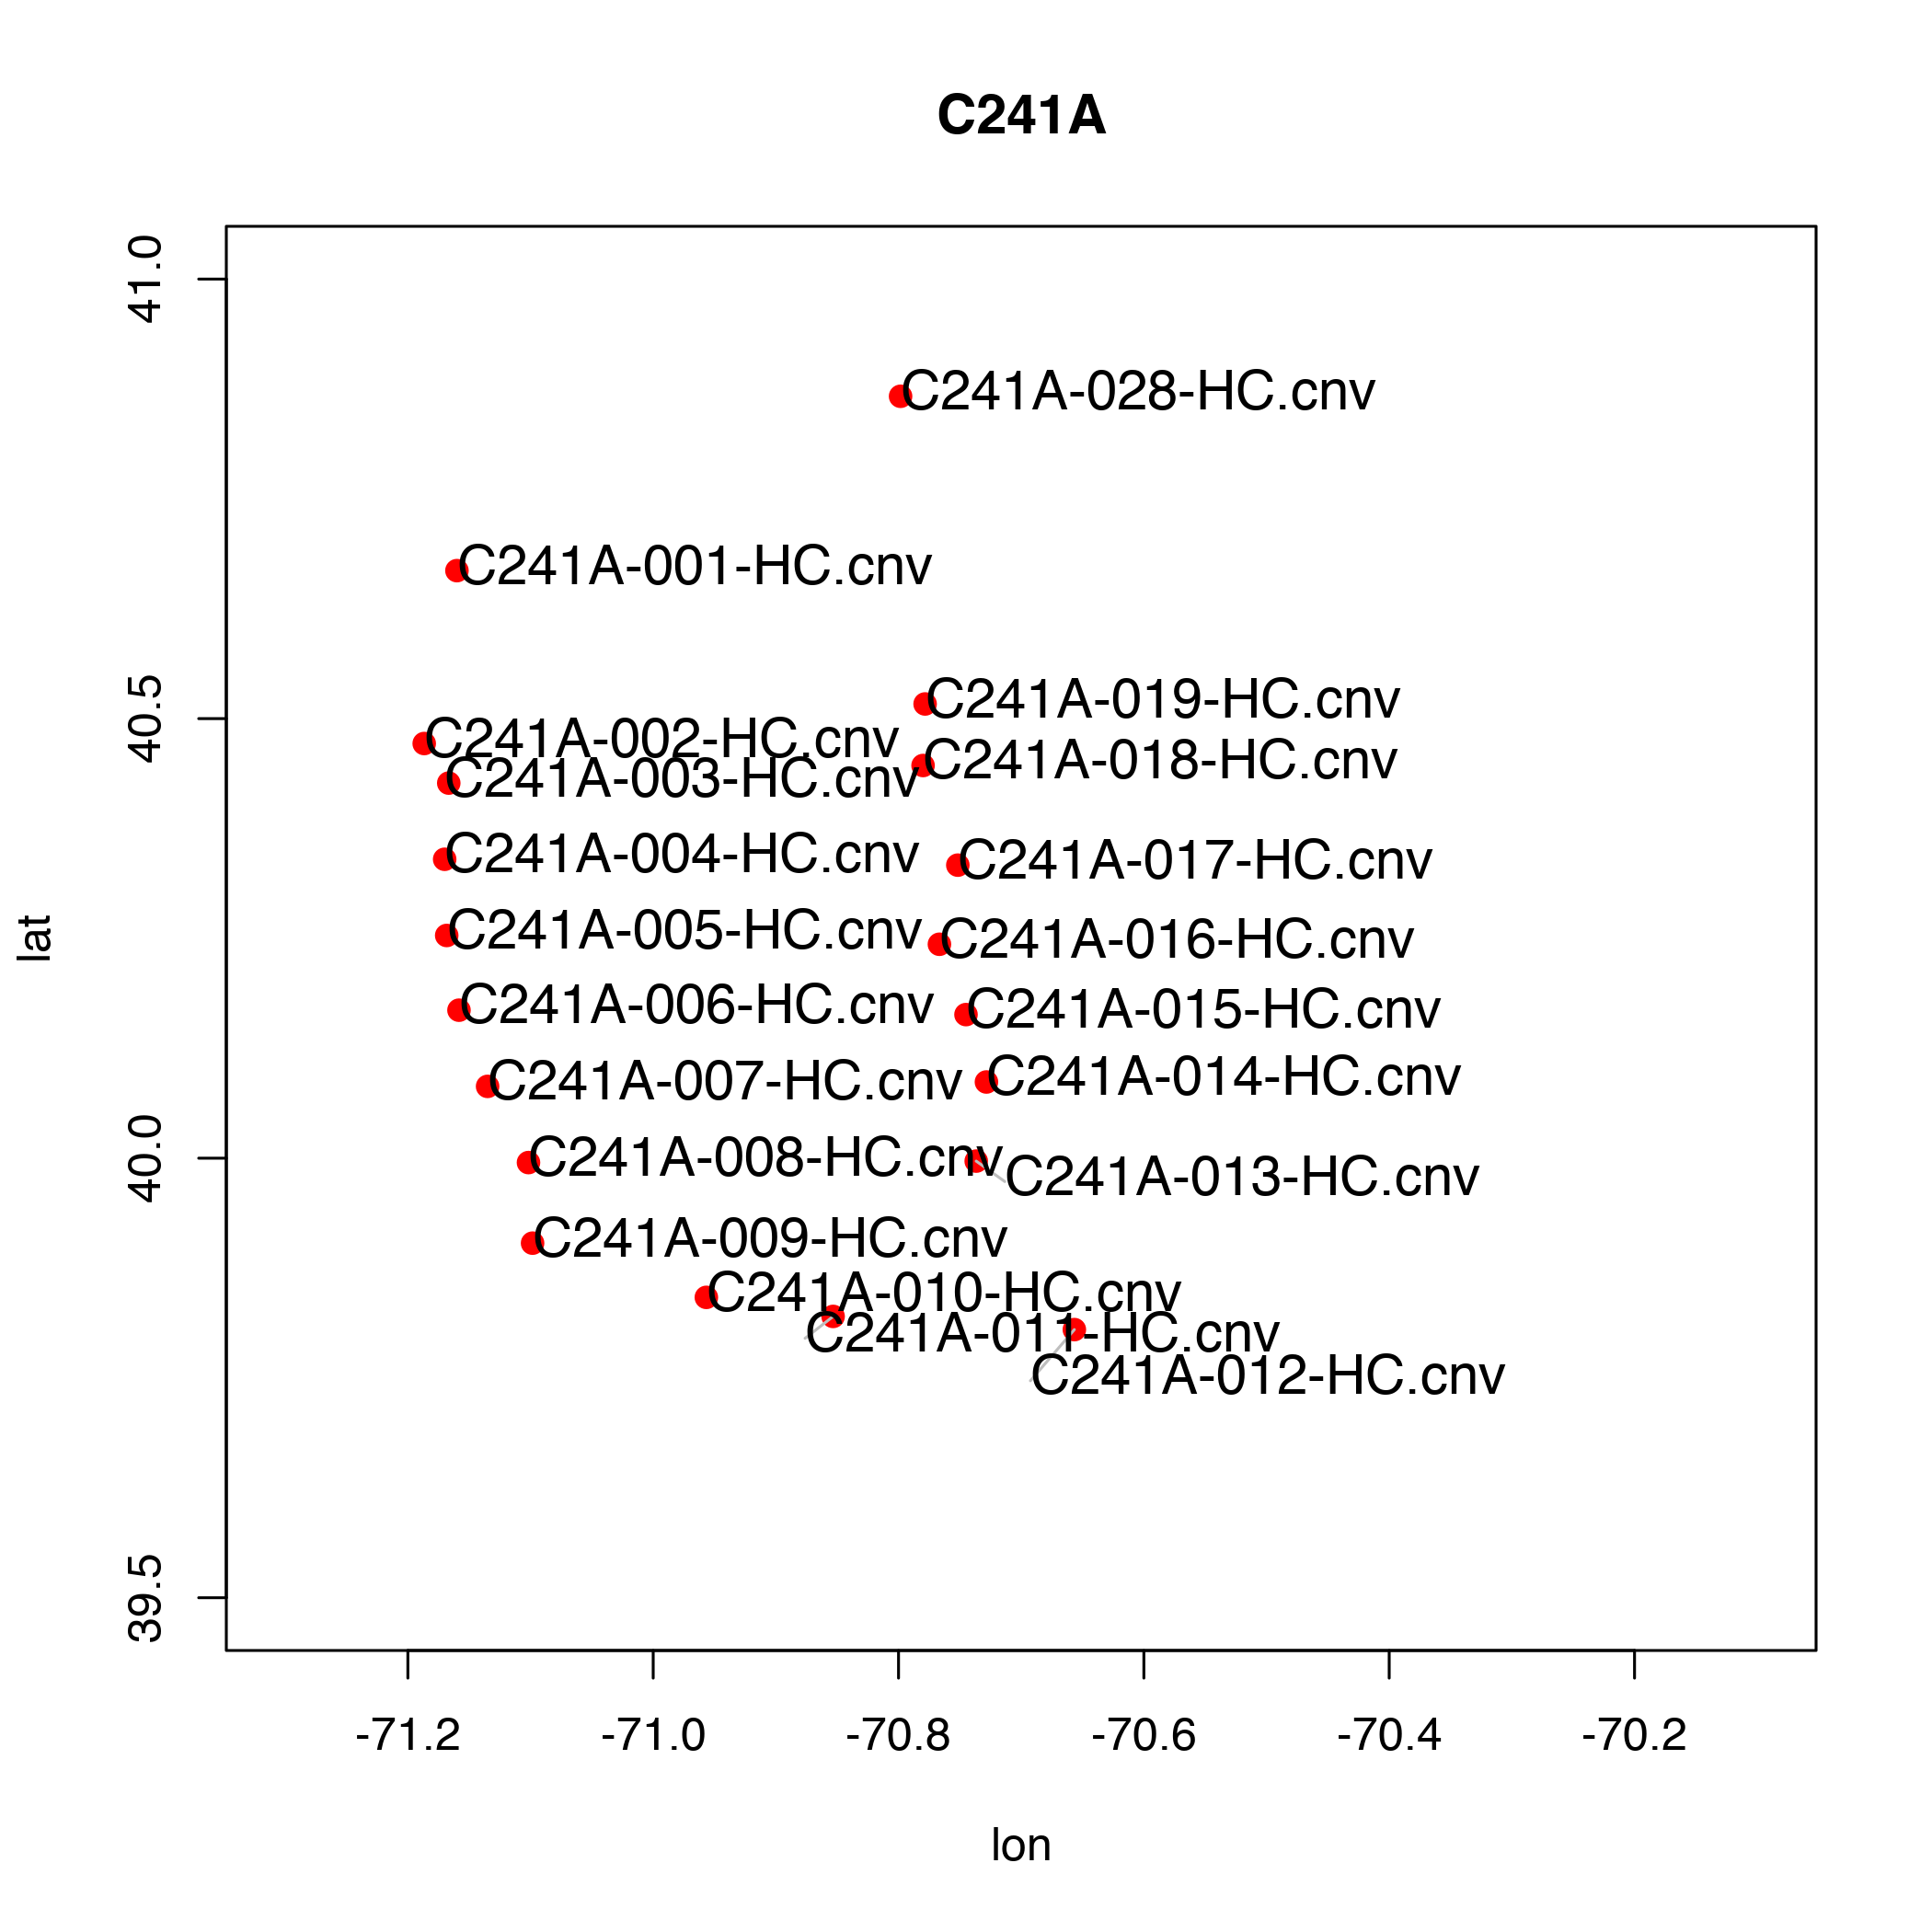 C241A
41.0
40.5
40.0
39.5
lat
C241A-028-HC.cnv
C241A-001-HC.cnv
C241A-019-HC.cnv
C241A-002-HC.cnv
C241A-018-HC.cnv
C241A-003-HC.cnv
C241A-004-HC.cnv
C241A-017-HC.cnv
C241A-005-HC.cnv
C241A-016-HC.cnv
C241A-006-HC.cnv
C241A-015-HC.cnv
C241A-007-HC.cnv
C241A-014-HC.cnv
C241A-008-HC.cnv
C241A-013-HC.cnv
C241A-009-HC.cnv
C241A-010-HC.cnv
C241A-011-HC.cnv
C241A-012-HC.cnv
-71.2 -71.0 -70.8 -70.6 -70.4 -70.2
lon